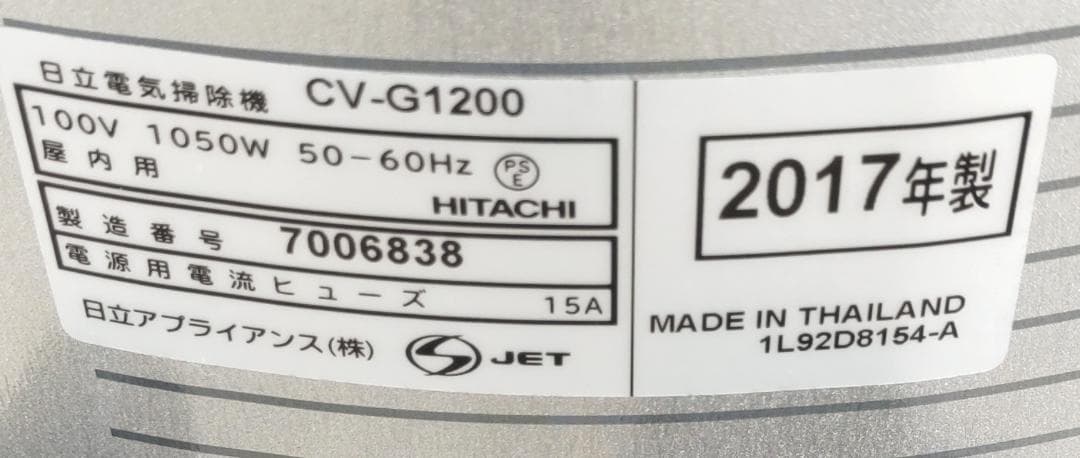 日立電気掃除機 CV-G1200
100V 1050W 50-60Hz PSE
屋内用
HITACHI
製造番号 7006838
電源用電流ヒューズ 15A
日立アプライアンス(株) S JET
2017年製
MADE IN THAILAND
1L92D8154-A